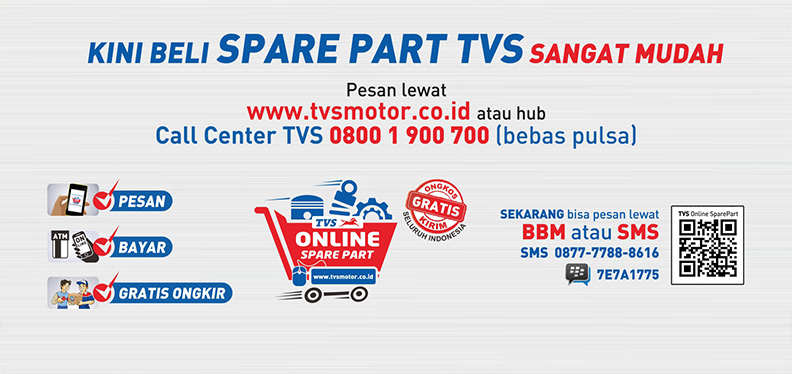 KINI BELI SPARE PART TVS SANGAT MUDAH
Pesan lewat
www.tvsmotor.co.id atau hub
Call Center TVS 0800 1 900 700 (bebas pulsa)
PESAN
ATM
ON
BAYAR
GRATIS ONGKIR
TVS
ONLINE
SPARE PART
www.tvsmotor.co.id
ONGKOS
GRATIS
KIRIM
SELURUH INDONESIA
SEKARANG bisa pesan lewat
BBM atau SMS
SMS 0877-7788-8616
7E7A1775
TVS Online SparePart